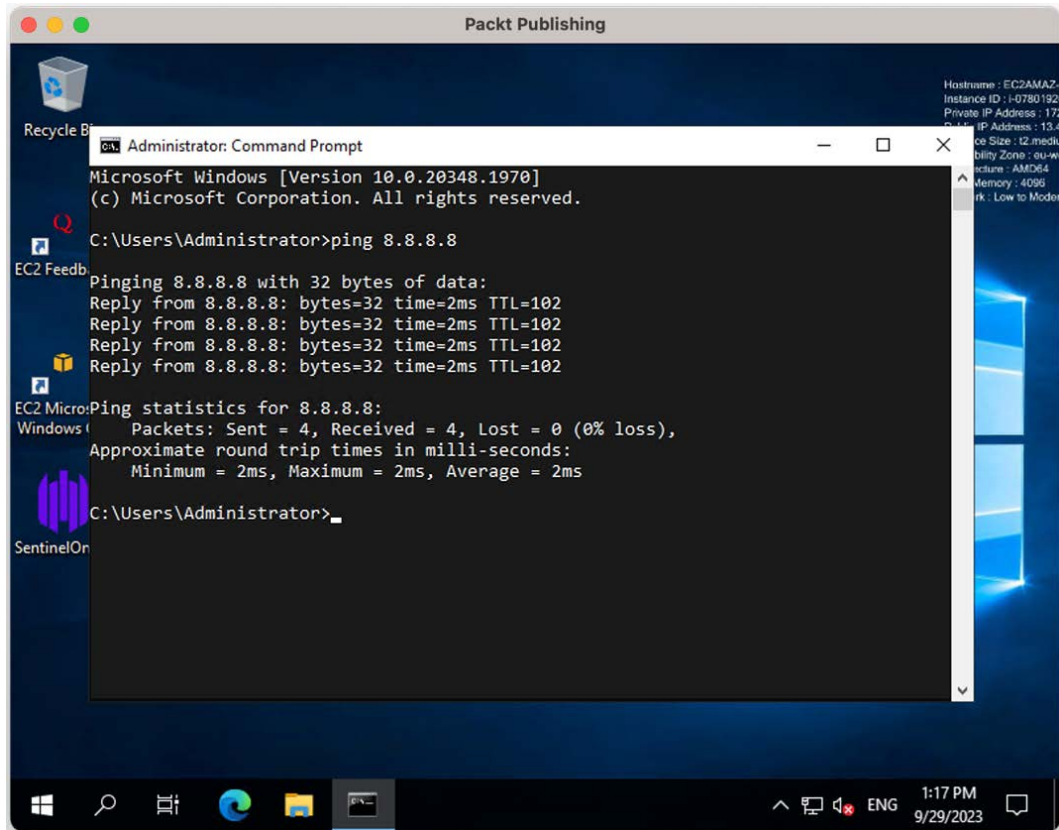 Packt Publishing
Recycle B
Hostname : EC2AMAZ-
Instance ID : i-0780192
Private IP Address : 172
IP Address : 13.4
ce Size : t2.mediu
bility Zone : eu-w
ecture : AMD64
Memory : 4096
rk : Low to Moder
Administrator: Command Prompt
Microsoft Windows [Version 10.0.20348.1970]
(c) Microsoft Corporation. All rights reserved.
C:\Users\Administrator>ping 8.8.8.8
Pinging 8.8.8.8 with 32 bytes of data:
Reply from 8.8.8.8: bytes=32 time=2ms TTL=102
Reply from 8.8.8.8: bytes=32 time=2ms TTL=102
Reply from 8.8.8.8: bytes=32 time=2ms TTL=102
Reply from 8.8.8.8: bytes=32 time=2ms TTL=102
Ping statistics for 8.8.8.8:
Packets: Sent = 4, Received = 4, Lost = 0 (0% loss),
Approximate round trip times in milli-seconds:
Minimum = 2ms, Maximum = 2ms, Average = 2ms
C:\Users\Administrator>
EC2 Feedb
EC2 Micros
Windows
SentinelOn
ENG
1:17 PM
9/29/2023